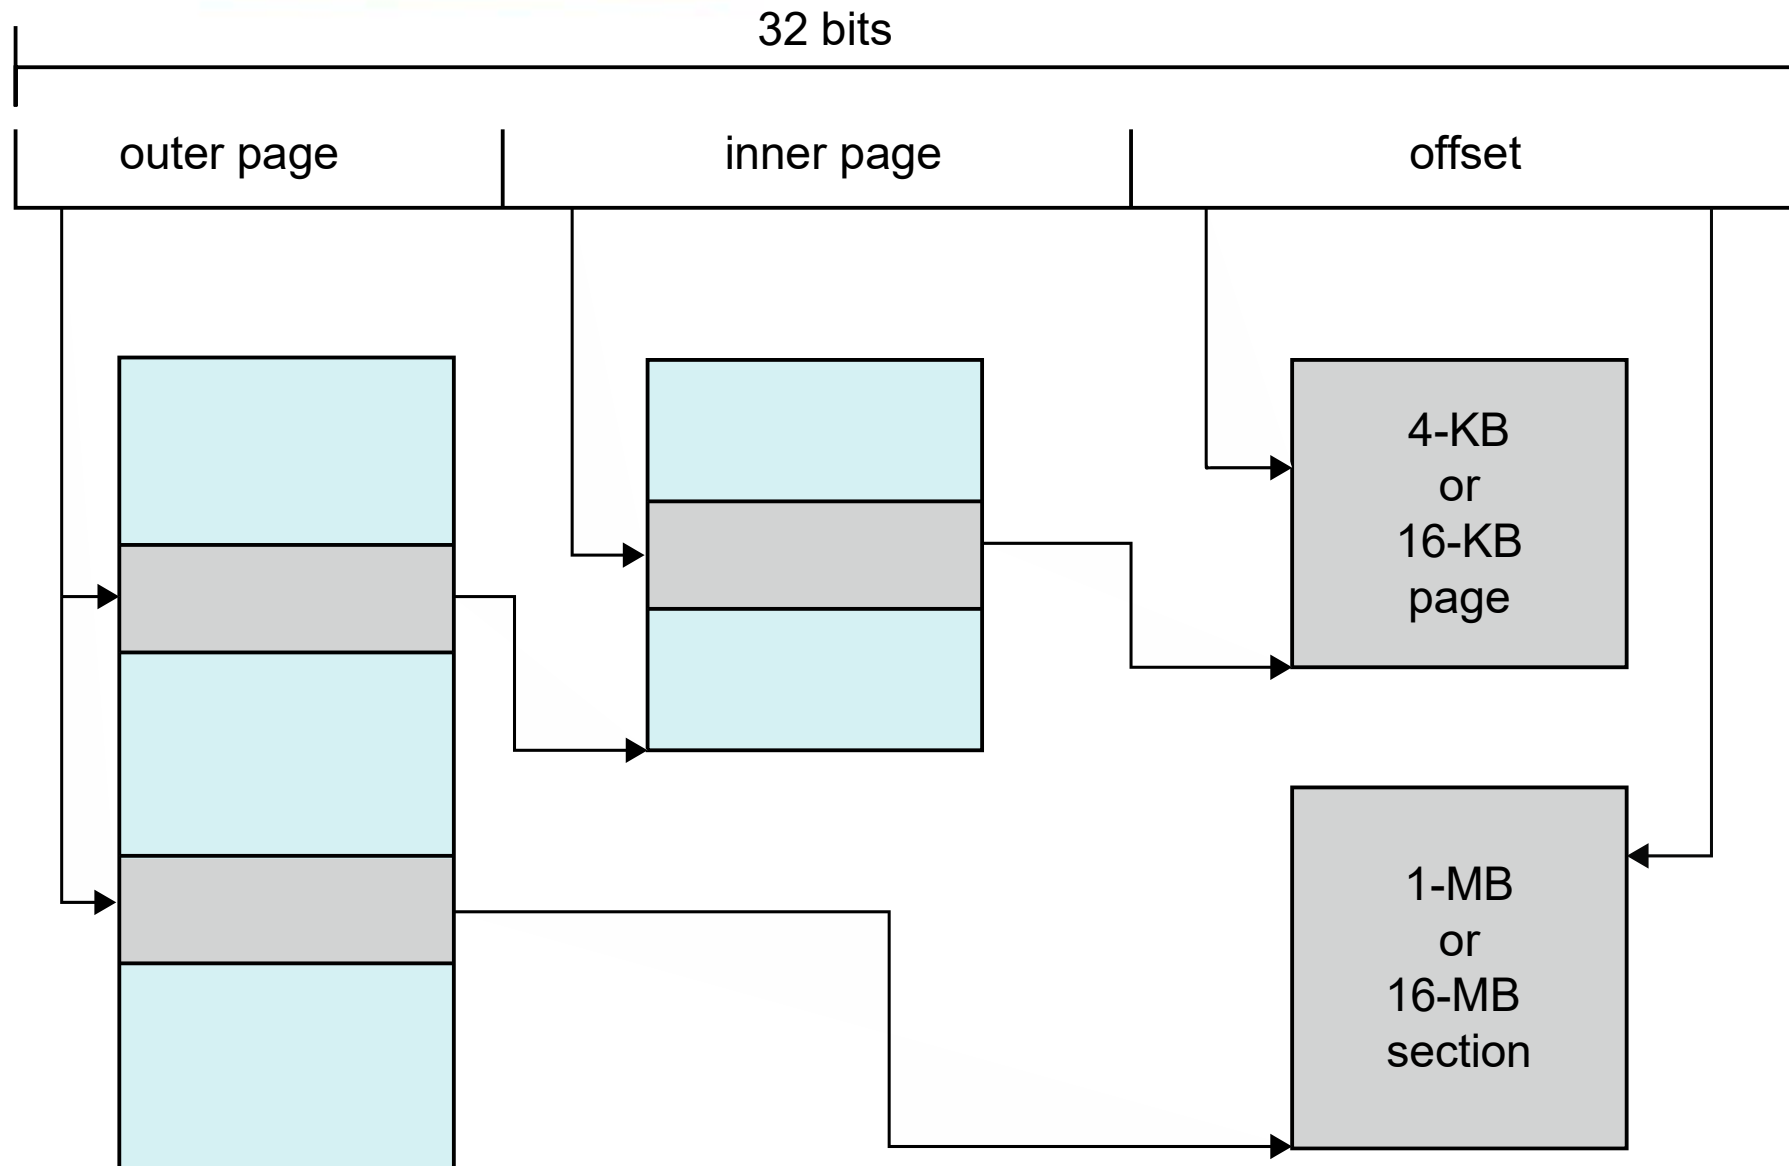 32 bits
outer page
inner page
offset
4-KB
or
16-KB
page
1-MB
or
16-MB
section